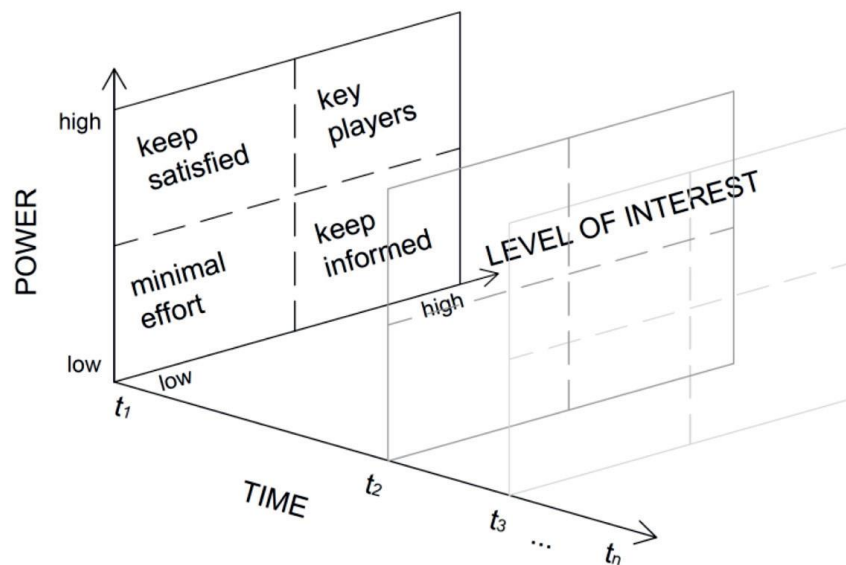 POWER
high
low
keep
satisfied
key
players
minimal
effort
keep
informed
low
high
LEVEL OF INTEREST
t1
t2
t3
...
tn
TIME